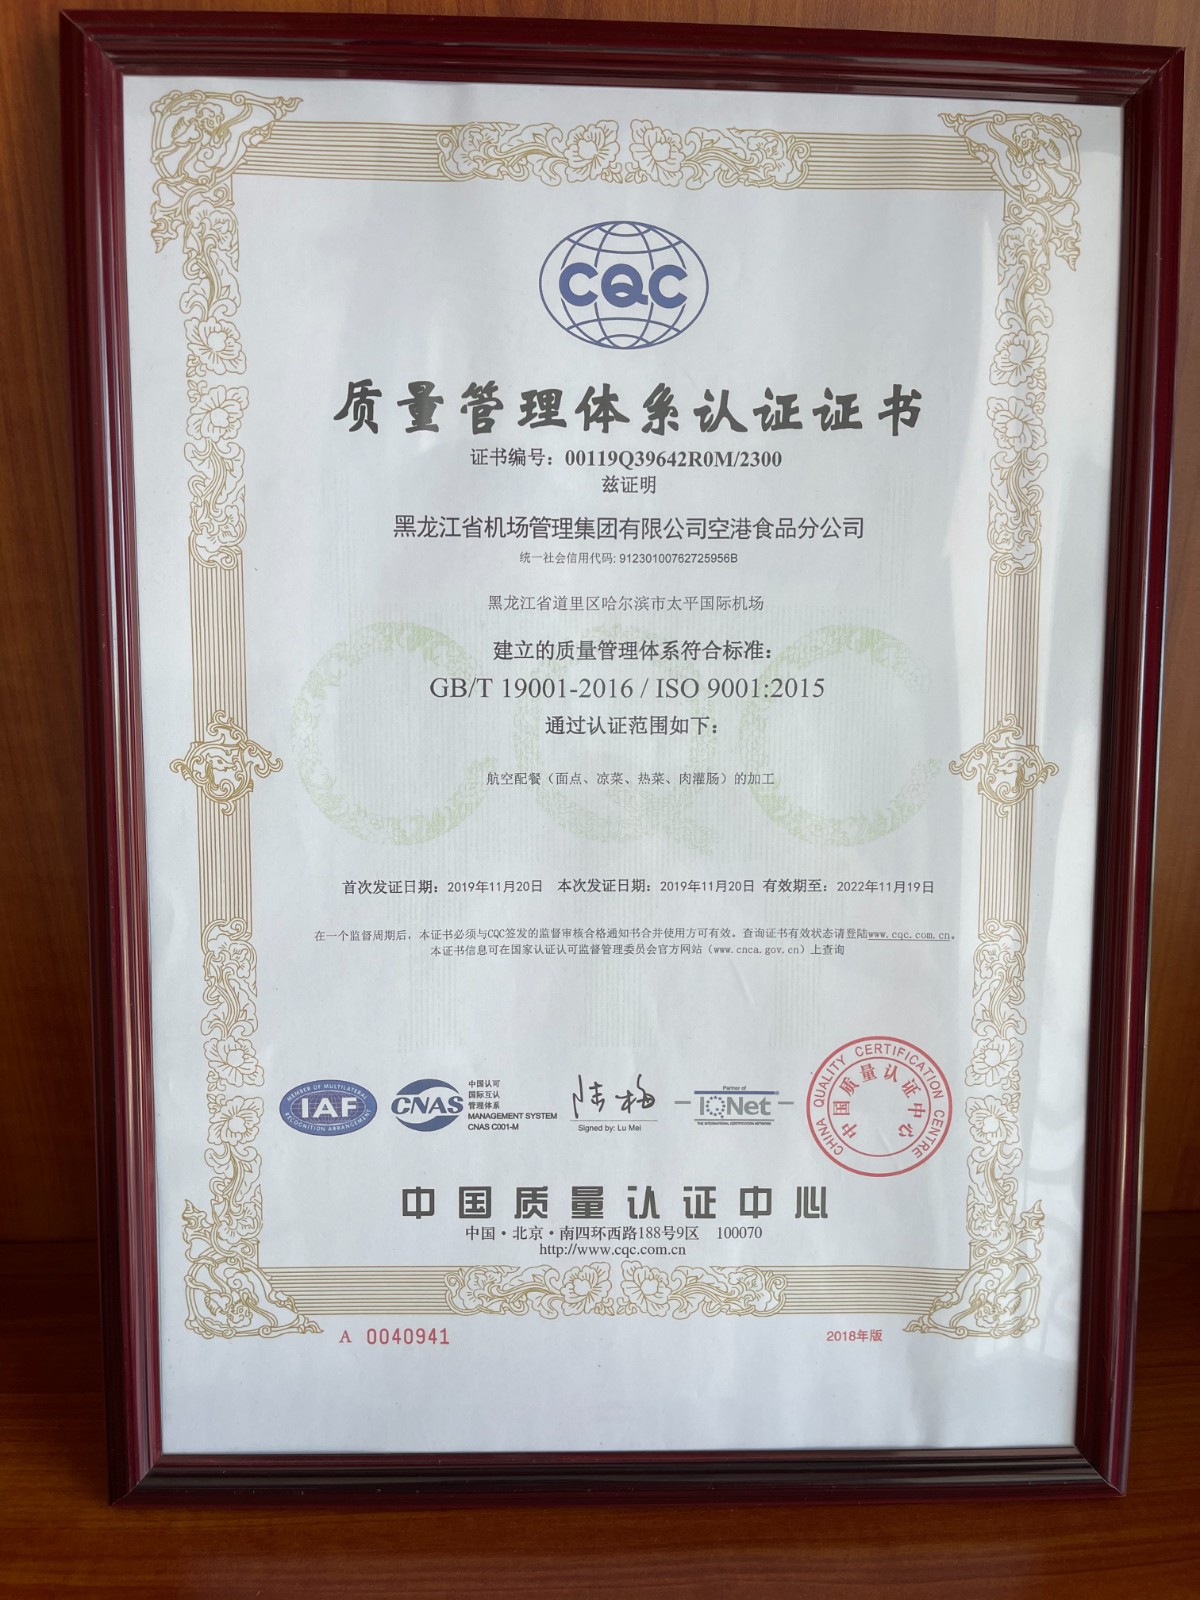 CQC
质量管理体系认证证书
证书编号：00119Q39642R0M/2300
兹证明
黑龙江省机场管理集团有限公司空港食品分公司
统一社会信用代码: 91230100762725956B
黑龙江省道里区哈尔滨市太平国际机场
建立的质量管理体系符合标准：
GB/T 19001-2016 / ISO 9001:2015
通过认证范围如下：
航空配餐（面点、凉菜、热菜、肉灌肠）的加工
首次发证日期：2019年11月20日 本次发证日期：2019年11月20日 有效期至：2022年11月19日
在一个监督周期后，本证书必须与CQC签发的监督审核合格通知书合并使用方可有效。查询证书有效状态请登陆www.cqc.com.cn。
本证书信息可在国家认证认可监督管理委员会官方网站（www.cnca.gov.cn）上查询
MEMBER OF MULTILATERAL
IAF
RECOGNITION ARRANGEMENT
CNAS
中国认可
国际互认
管理体系
MANAGEMENT SYSTEM
CNAS C001-M
陆梅
Signed by: Lu Mei
Partner of
IQNet
THE INTERNATIONAL CERTIFICATION NETWORK
CHINA QUALITY CERTIFICATION CENTRE
中国质量认证中心
中国质量认证中心
中国·北京·南四环西路188号9区 100070
http://www.cqc.com.cn
A 0040941
2018年版